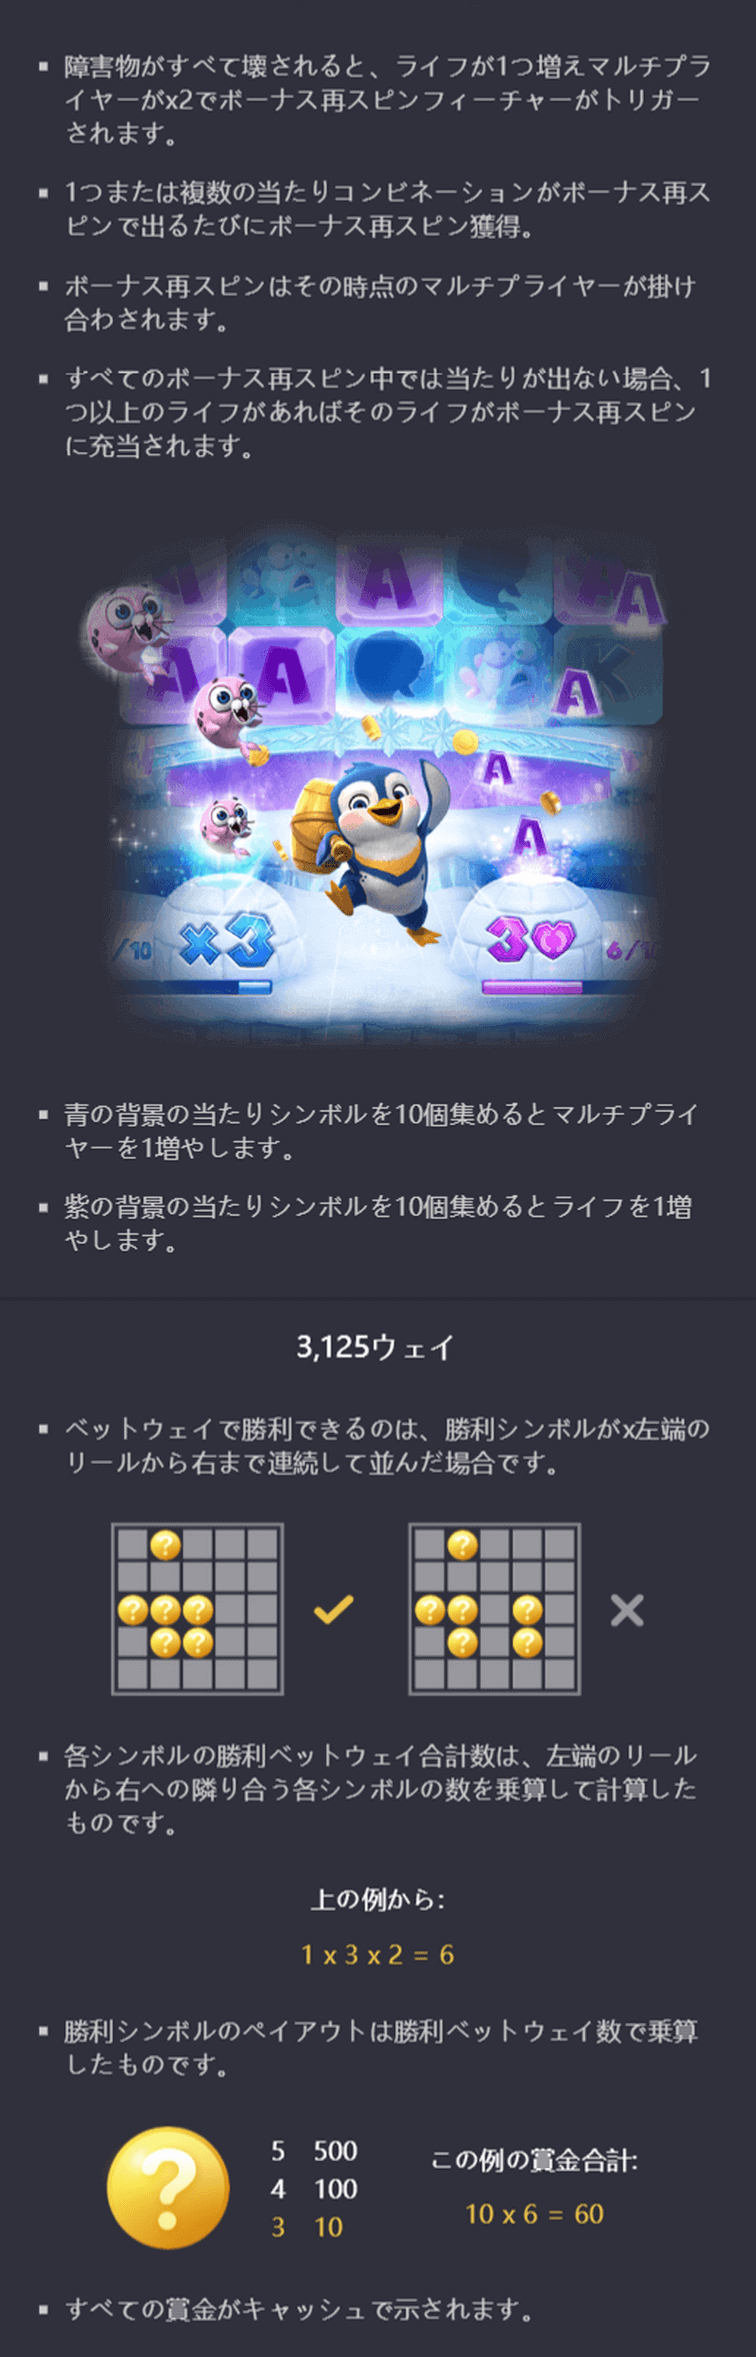 ▪ 障害物がすべて壊されると、ライフが1つ増えマルチプラ
イヤーがx2でボーナス再スピンフィーチャーがトリガー
されます。
▪ 1つまたは複数の当たりコンビネーションがボーナス再ス
ピンで出るたびにボーナス再スピン獲得。
▪ ボーナス再スピンはその時点のマルチプライヤーが掛け
合わされます。
▪ すべてのボーナス再スピン中では当たりが出ない場合、1
つ以上のライフがあればそのライフがボーナス再スピン
に充当されます。
A A A A
A A K
A
A
A
/10 x3 3 6/10
▪ 青の背景の当たりシンボルを10個集めるとマルチプライ
ヤーを1増やします。
▪ 紫の背景の当たりシンボルを10個集めるとライフを1増
やします。
3,125ウェイ
▪ ベットウェイで勝利できるのは、勝利シンボルがx左端の
リールから右まで連続して並んだ場合です。
? ?
? ? ? ? ? ?
? ? ? ?
▪ 各シンボルの勝利ベットウェイ合計数は、左端のリール
から右への隣り合う各シンボルの数を乗算して計算した
ものです。
上の例から:
1 x 3 x 2 = 6
▪ 勝利シンボルのペイアウトは勝利ベットウェイ数で乗算
したものです。
?
5 500
4 100
3 10
この例の賞金合計:
10 x 6 = 60
▪ すべての賞金がキャッシュで示されます。